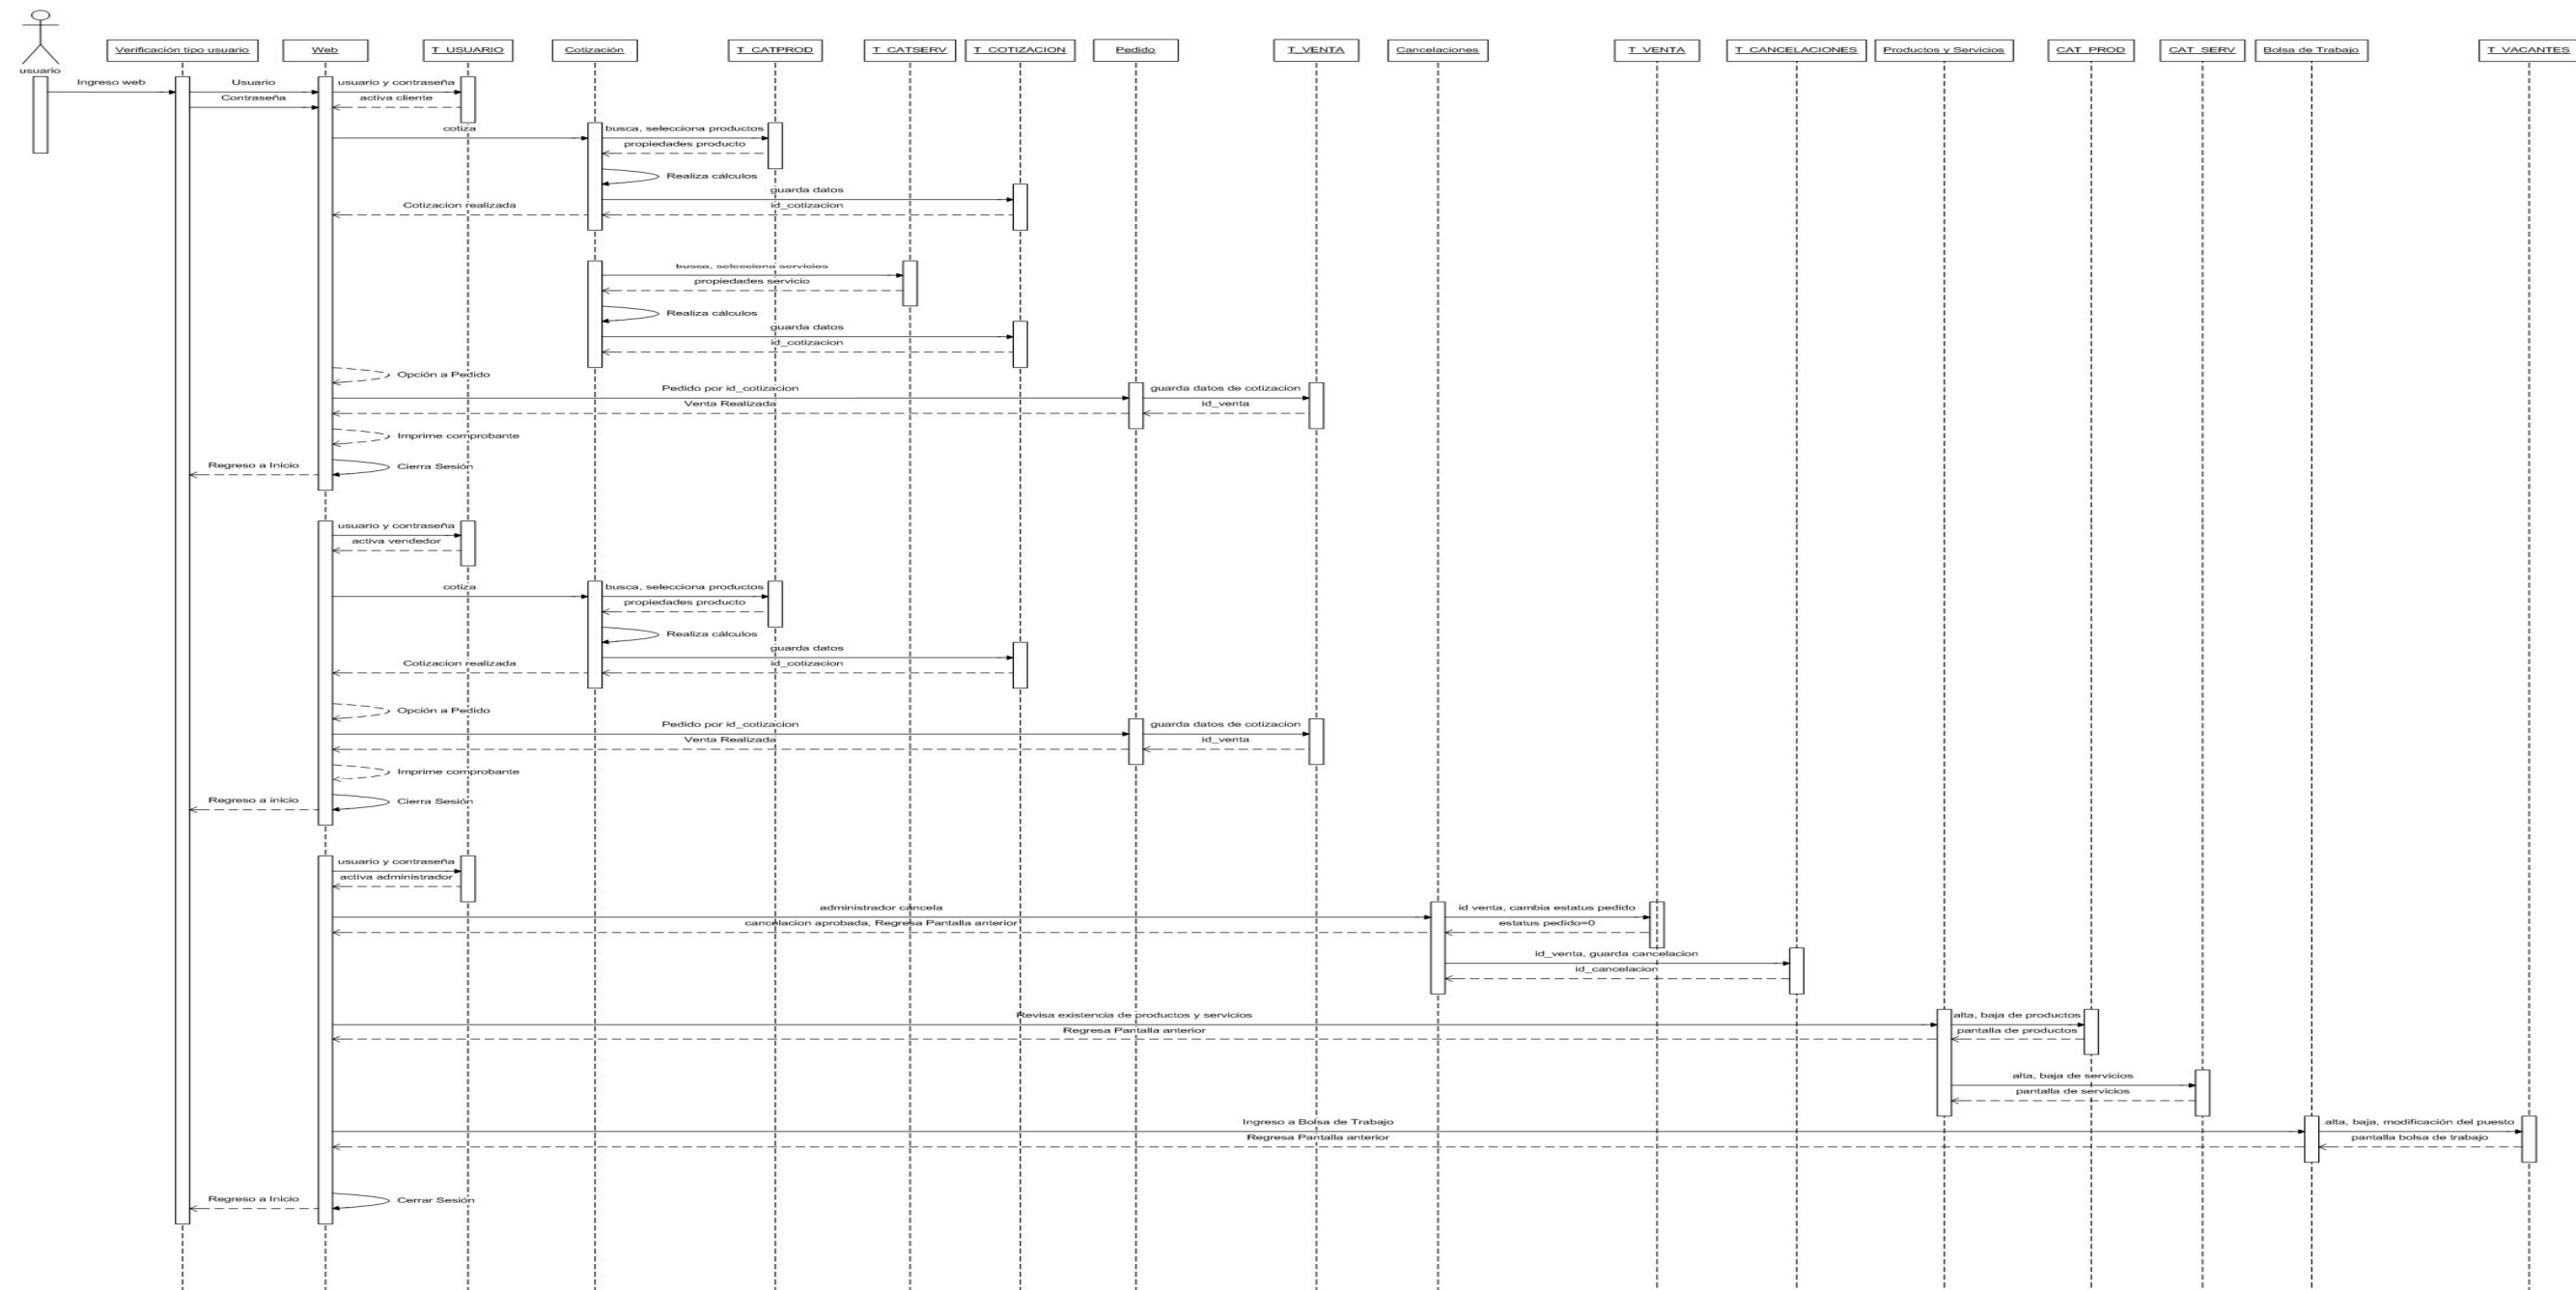 usuario
Verificación tipo usuario
Web
T_USUARIO
Cotización
T_CATPROD
T_CATSERV
T_COTIZACION
Pedido
T_VENTA
Cancelaciones
T_VENTA
T_CANCELACIONES
Productos y Servicios
CAT_PROD
CAT_SERV
Bolsa de Trabajo
T_VACANTES
Ingreso web
Usuario
usuario y contraseña
Contraseña
activa cliente
cotiza
busca, selecciona productos
propiedades producto
Realiza cálculos
guarda datos
Cotizacion realizada
id_cotizacion
busca, selecciona servicios
propiedades servicio
Realiza cálculos
guarda datos
id_cotizacion
Opción a Pedido
Pedido por id_cotizacion
guarda datos de cotizacion
Venta Realizada
id_venta
Imprime comprobante
Regreso a Inicio
Cierra Sesión
usuario y contraseña
activa vendedor
cotiza
busca, selecciona productos
propiedades producto
Realiza cálculos
guarda datos
Cotizacion realizada
id_cotizacion
Opción a Pedido
Pedido por id_cotizacion
guarda datos de cotizacion
Venta Realizada
id_venta
Imprime comprobante
Regreso a inicio
Cierra Sesión
usuario y contraseña
activa administrador
administrador cancela
id venta, cambia estatus pedido
cancelacion aprobada, Regresa Pantalla anterior
estatus pedido=0
id_venta, guarda cancelacion
id_cancelacion
Revisa existencia de productos y servicios
alta, baja de productos
Regresa Pantalla anterior
pantalla de productos
alta, baja de servicios
pantalla de servicios
Ingreso a Bolsa de Trabajo
alta, baja, modificación del puesto
Regresa Pantalla anterior
pantalla bolsa de trabajo
Regreso a Inicio
Cerrar Sesión